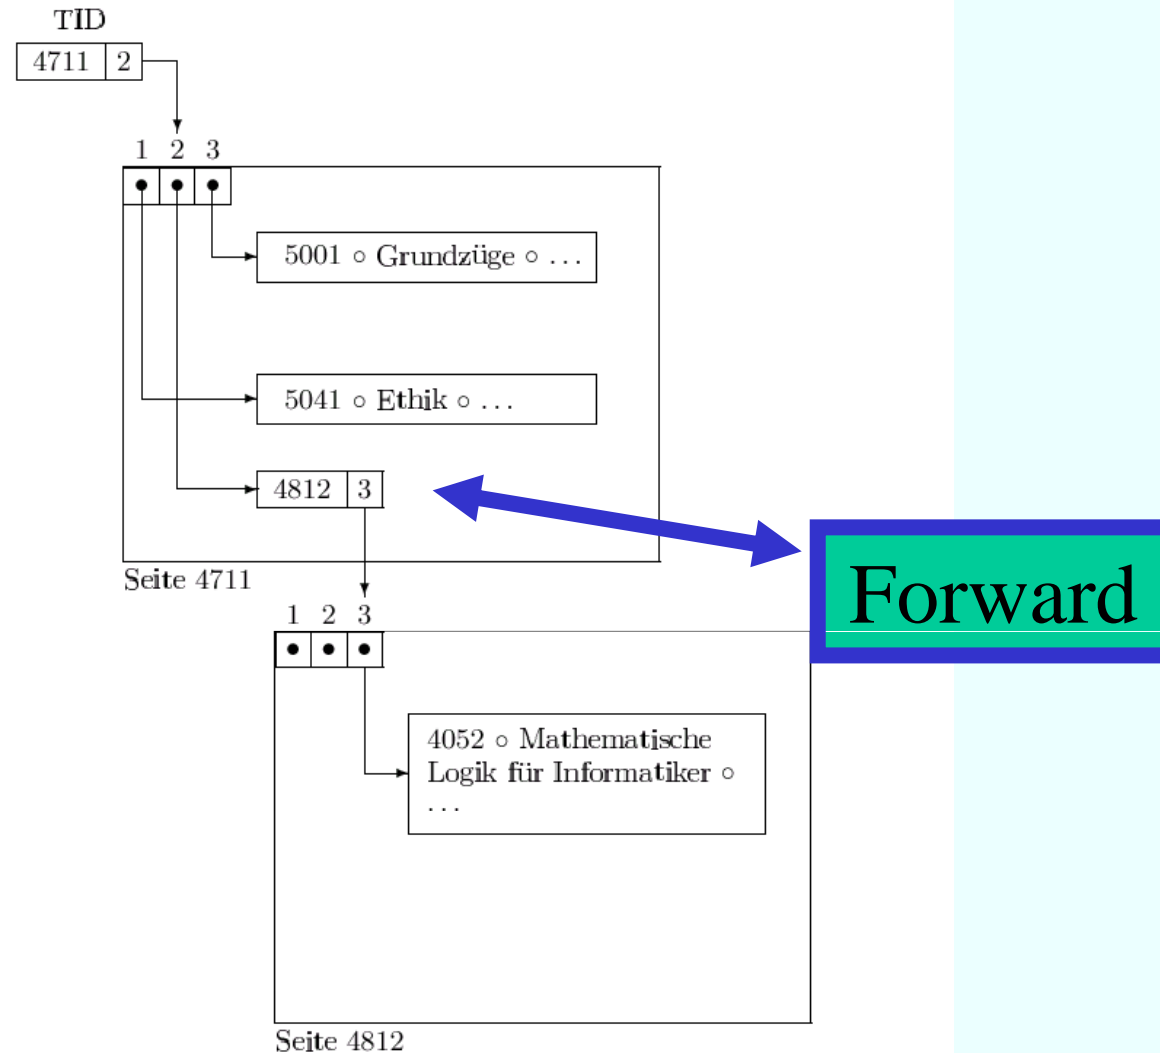 TID
4711 2
1 2 3
5001 ∘ Grundzüge ∘ ...
5041 ∘ Ethik ∘ ...
4812 3
Seite 4711
Forward
1 2 3
4052 ∘ Mathematische
Logik für Informatiker ∘
...
Seite 4812